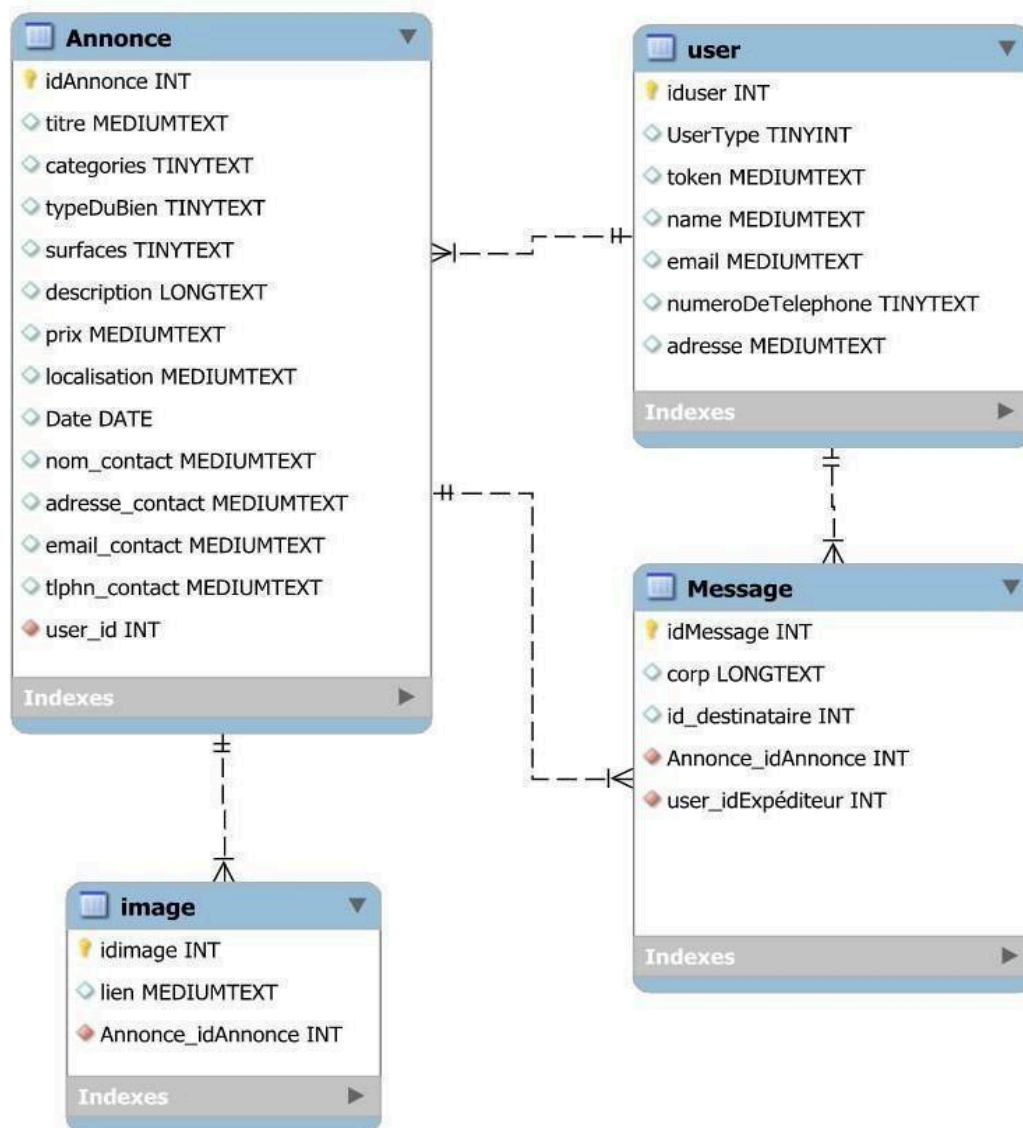 Annonce
idAnnonce INT
titre MEDIUMTEXT
categories TINYTEXT
typeDuBien TINYTEXT
surfaces TINYTEXT
description LONGTEXT
prix MEDIUMTEXT
localisation MEDIUMTEXT
Date DATE
nom_contact MEDIUMTEXT
adresse_contact MEDIUMTEXT
email_contact MEDIUMTEXT
tlphn_contact MEDIUMTEXT
user_id INT
Indexes
user
iduser INT
UserType TINYINT
token MEDIUMTEXT
name MEDIUMTEXT
email MEDIUMTEXT
numeroDeTelephone TINYTEXT
adresse MEDIUMTEXT
Indexes
Message
idMessage INT
corp LONGTEXT
id_destinataire INT
Annonce_idAnnonce INT
user_idExpéditeur INT
Indexes
image
idimage INT
lien MEDIUMTEXT
Annonce_idAnnonce INT
Indexes